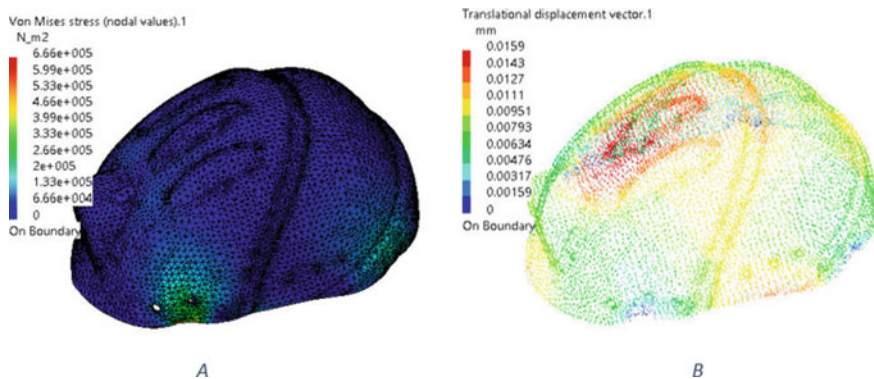 Von Mises stress (nodal values).1
N_m2
6.66e+005
5.99e+005
5.33e+005
4.66e+005
3.99e+005
3.33e+005
2.66e+005
2e+005
1.33e+005
6.66e+004
0
On Boundary
A
Translational displacement vector.1
mm
0.0159
0.0143
0.0127
0.0111
0.00951
0.00793
0.00634
0.00476
0.00317
0.00159
0
On Boundary
B